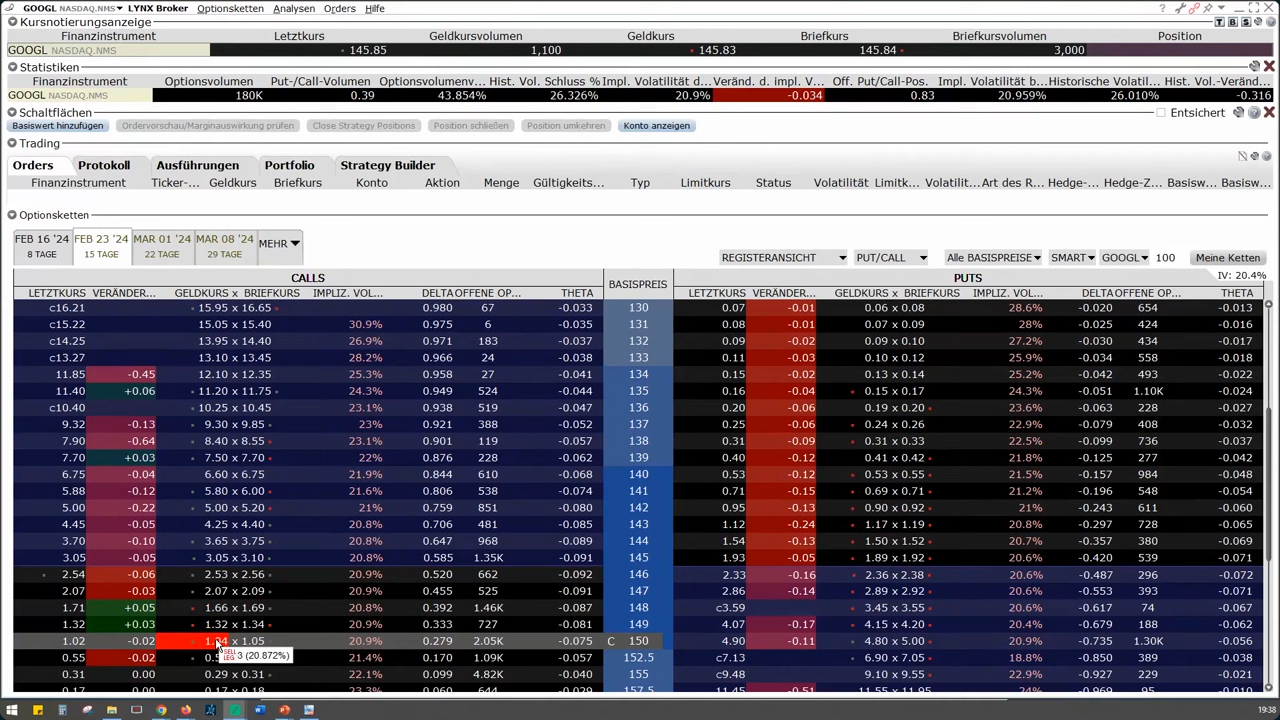 GOOGL NASDAQ.NMS LYNX Broker Optionsketten Analysen Orders Hilfe
Kursnotierungsanzeige
Finanzinstrument Letztkurs Geldkursvolumen Geldkurs Briefkurs Briefkursvolumen Position
GOOGL NASDAQ.NMS 145.85 1,100 145.83 145.84 3,000
Statistiken
Finanzinstrument Optionsvolumen Put-/Call-Volumen Optionsvolumenv... Hist. Vol. Schluss % Impl. Volatilität d... Veränd. d. impl. V... Off. Put/Call-Pos. Impl. Volatilität b... Historische Volatil... Hist. Vol.-Veränd...
GOOGL NASDAQ.NMS 180K 0.39 43.854% 26.326% 20.9% -0.034 0.83 20.959% 26.010% -0.316
Schaltflächen Entsichert
Basiswert hinzufügen Ordervorschau/Marginauswirkung prüfen Close Strategy Positions Position schließen Position umkehren Konto anzeigen
Trading
Orders Protokoll Ausführungen Portfolio Strategy Builder
Finanzinstrument Ticker-... Geldkurs Briefkurs Konto Aktion Menge Gültigkeits... Typ Limitkurs Status Volatilität Limitk... Volatilit... Art des R... Hedge-... Hedge-Z... Basisw... Basisw...
Optionsketten
FEB 16 '24 FEB 23 '24 MAR 01 '24 MAR 08 '24 MEHR
8 TAGE 15 TAGE 22 TAGE 29 TAGE
REGISTERANSICHT PUT/CALL Alle BASISPREISE SMART GOOGL 100 Meine Ketten
CALLS BASISPREIS PUTS IV: 20.4%
LETZTKURS VERÄNDER... GELDKURS x BRIEFKURS IMPLIZ. VOL... DELTA OFFENE OP... THETA LETZTKURS VERÄNDER... GELDKURS x BRIEFKURS IMPLIZ. VOL... DELTA OFFENE OP... THETA
c16.21 15.95 x 16.65 0.980 67 -0.033 130 0.07 -0.01 0.06 x 0.08 28.6% -0.020 654 -0.013
c15.22 15.05 x 15.40 30.9% 0.975 6 -0.035 131 0.08 -0.01 0.07 x 0.09 28% -0.025 424 -0.016
c14.25 13.95 x 14.40 26.9% 0.971 183 -0.037 132 0.09 -0.02 0.09 x 0.10 27.2% -0.030 434 -0.017
c13.27 13.10 x 13.45 28.2% 0.966 24 -0.038 133 0.11 -0.03 0.10 x 0.12 25.9% -0.034 558 -0.018
11.85 -0.45 12.10 x 12.35 25.3% 0.958 27 -0.041 134 0.15 -0.02 0.13 x 0.14 25.2% -0.042 493 -0.022
11.40 +0.06 11.20 x 11.75 24.3% 0.949 524 -0.044 135 0.16 -0.04 0.15 x 0.17 24.3% -0.051 1.10K -0.024
c10.40 10.25 x 10.45 23.1% 0.938 519 -0.047 136 0.20 -0.06 0.19 x 0.20 23.6% -0.063 228 -0.027
9.32 -0.13 9.30 x 9.85 23% 0.921 388 -0.052 137 0.25 -0.06 0.24 x 0.26 22.9% -0.079 408 -0.032
7.90 -0.64 8.40 x 8.55 23.1% 0.901 119 -0.057 138 0.31 -0.09 0.31 x 0.33 22.5% -0.099 736 -0.037
7.70 +0.03 7.50 x 7.70 22% 0.876 228 -0.062 139 0.40 -0.12 0.41 x 0.42 21.8% -0.126 513 -0.043
6.75 -0.04 6.60 x 6.75 21.9% 0.844 610 -0.068 140 0.53 -0.12 0.53 x 0.55 21.5% -0.157 984 -0.048
5.88 -0.12 5.80 x 6.00 21.6% 0.806 538 -0.074 141 0.71 -0.15 0.69 x 0.71 21.2% -0.196 548 -0.054
5.00 -0.22 5.00 x 5.20 21% 0.759 851 -0.080 142 0.95 -0.13 0.90 x 0.92 21% -0.243 611 -0.060
4.45 -0.05 4.25 x 4.40 20.8% 0.706 481 -0.085 143 1.12 -0.24 1.17 x 1.19 20.8% -0.297 728 -0.065
3.70 -0.10 3.65 x 3.75 20.8% 0.647 968 -0.089 144 1.54 -0.13 1.50 x 1.52 20.7% -0.357 380 -0.069
3.05 -0.05 3.05 x 3.10 20.8% 0.585 1.35K -0.091 145 1.93 -0.05 1.89 x 1.92 20.6% -0.420 539 -0.071
2.54 -0.06 2.53 x 2.56 20.9% 0.520 662 -0.092 146 2.33 -0.16 2.36 x 2.38 20.6% -0.487 296 -0.072
2.07 -0.03 2.07 x 2.09 20.9% 0.455 525 -0.091 147 2.86 -0.14 2.87 x 2.92 20.6% -0.553 393 -0.071
1.71 +0.05 1.66 x 1.69 20.8% 0.392 1.46K -0.087 148 c3.59 3.45 x 3.55 20.6% -0.617 74 -0.067
1.32 +0.03 1.32 x 1.34 20.8% 0.333 727 -0.081 149 4.07 -0.17 4.15 x 4.20 20.4% -0.679 188 -0.062
1.02 -0.02 x 1.05 20.9% 0.279 2.05K -0.075 C 150 4.90 -0.11 4.80 x 5.00 20.4% -0.735 1.30K -0.056
SELL LEG 3 (20.872%)
0.55 -0.02 21.4% 0.170 1.09K -0.057 152.5 c7.13 6.90 x 7.05 18.8% -0.850 389 -0.038
0.31 0.00 0.29 x 0.31 22.1% 0.099 4.82K -0.040 155 c9.48 9.10 x 9.55 -0.927 229 -0.021
0.17 0.00 0.17 x 0.18 23.3% 0.060 644 -0.029 157.5 11.45 -0.51 11.55 x 11.95 24% -0.965 9 -0.010
19:38